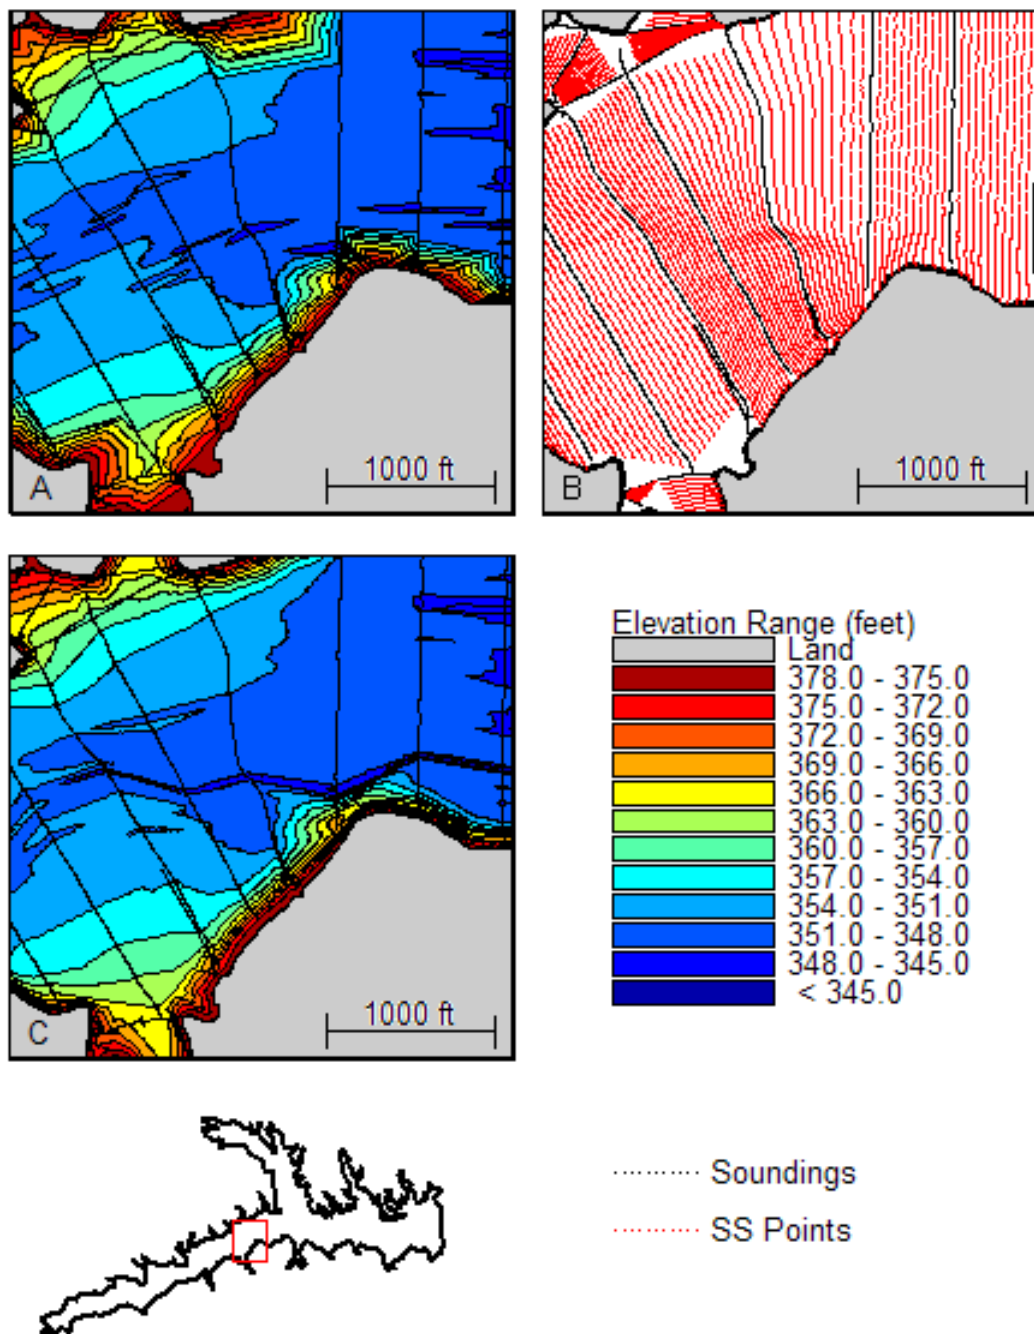 A
1000 ft
B
1000 ft
C
1000 ft
Elevation Range (feet)
Land
378.0 - 375.0
375.0 - 372.0
372.0 - 369.0
369.0 - 366.0
366.0 - 363.0
363.0 - 360.0
360.0 - 357.0
357.0 - 354.0
354.0 - 351.0
351.0 - 348.0
348.0 - 345.0
< 345.0
Soundings
SS Points